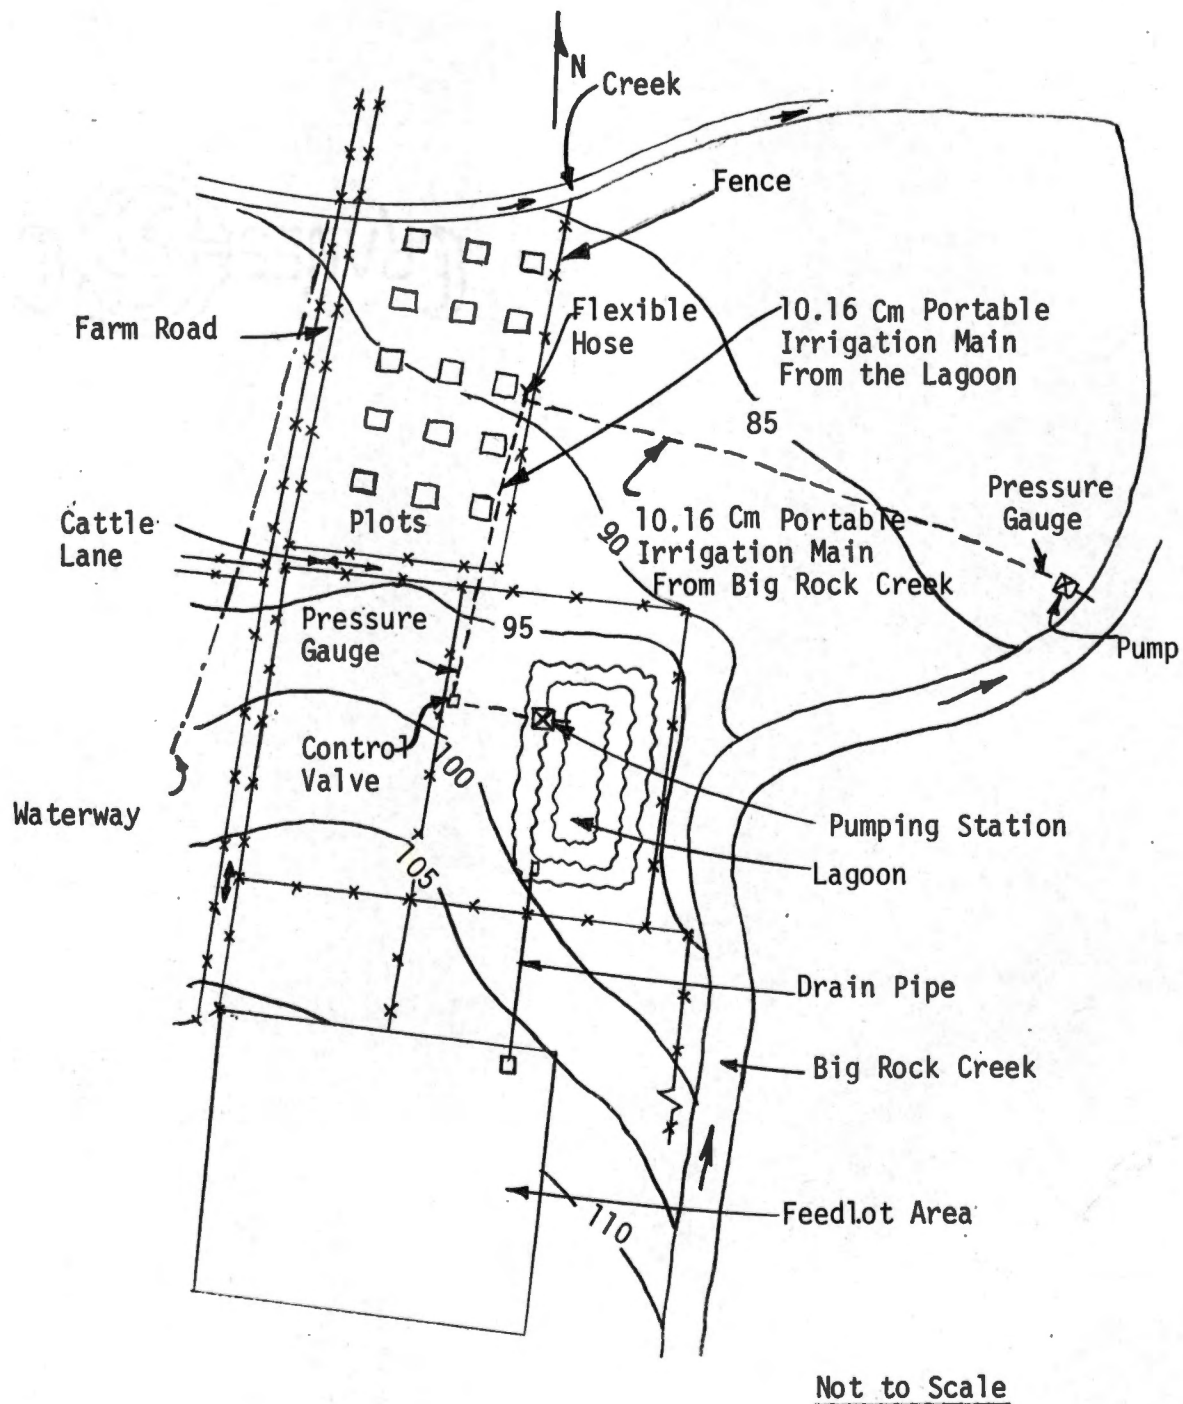 N
Creek
Fence
Flexible
Hose
10.16 Cm Portable
Irrigation Main
From the Lagoon
Farm Road
85
Pressure
Gauge
Cattle
Lane
Plots
90
10.16 Cm Portable
Irrigation Main
From Big Rock Creek
Pressure
Gauge
95
Pump
Control
Valve
100
Waterway
Pumping Station
105
Lagoon
Drain Pipe
Big Rock Creek
Feedlot Area
110
Not to Scale